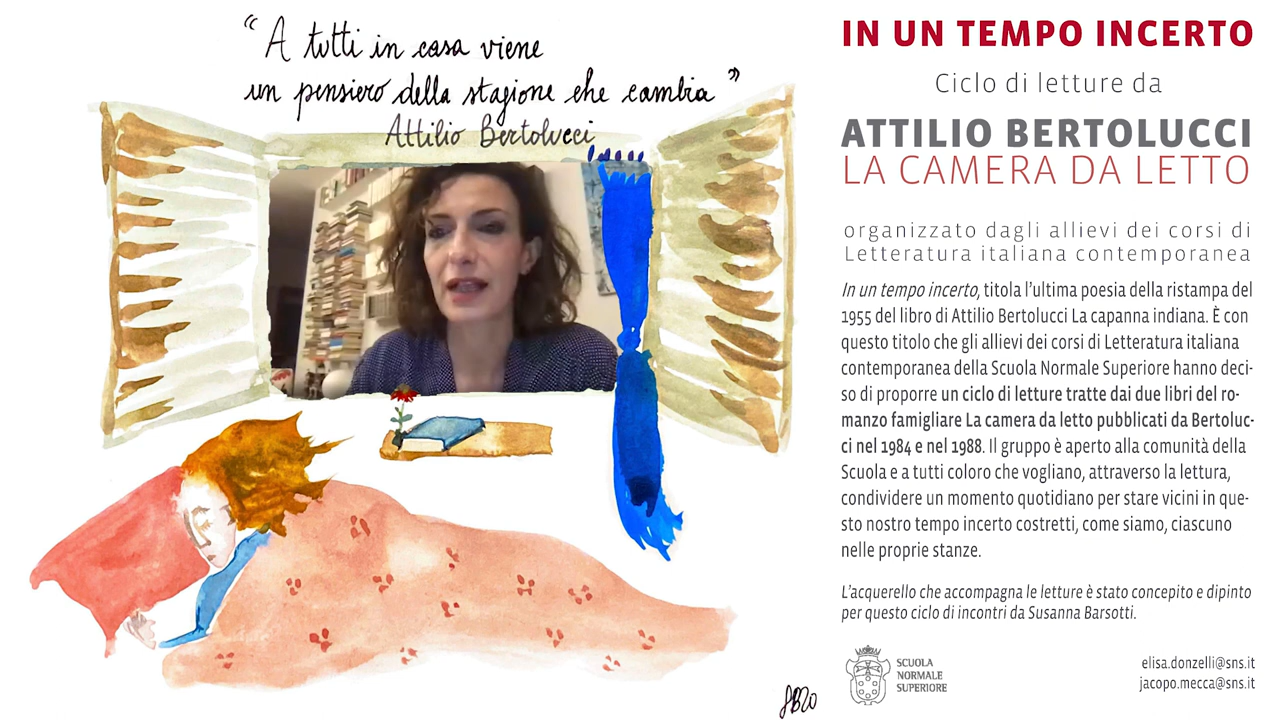 “A tutti in casa viene
un pensiero della stagione che cambia”
Attilio Bertolucci
SB20
IN UN TEMPO INCERTO
Ciclo di letture da
ATTILIO BERTOLUCCI
LA CAMERA DA LETTO
organizzato dagli allievi dei corsi di
Letteratura italiana contemporanea
In un tempo incerto, titola l’ultima poesia della ristampa del
1955 del libro di Attilio Bertolucci La capanna indiana. È con
questo titolo che gli allievi dei corsi di Letteratura italiana
contemporanea della Scuola Normale Superiore hanno deci-
so di proporre un ciclo di letture tratte dai due libri del ro-
manzo famigliare La camera da letto pubblicati da Bertoluc-
ci nel 1984 e nel 1988. Il gruppo è aperto alla comunità della
Scuola e a tutti coloro che vogliano, attraverso la lettura,
condividere un momento quotidiano per stare vicini in que-
sto nostro tempo incerto costretti, come siamo, ciascuno
nelle proprie stanze.
L’acquerello che accompagna le letture è stato concepito e dipinto
per questo ciclo di incontri da Susanna Barsotti.
SCUOLA
NORMALE
SUPERIORE
elisa.donzelli@sns.it
jacopo.mecca@sns.it